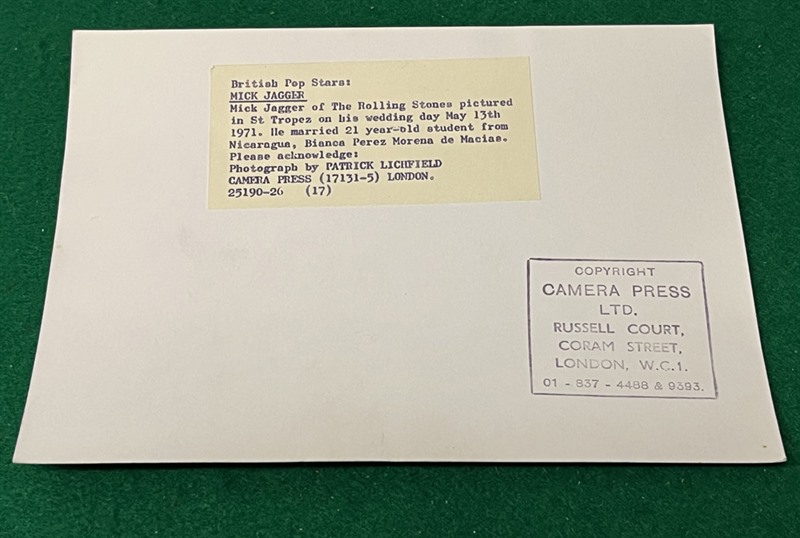 British Pop Stars:
MICK JAGGER
Mick Jagger of The Rolling Stones pictured
in St Tropez on his wedding day May 13th
1971. He married 21 year-old student from
Nicaragua, Bianca Perez Morena de Macias.
Please acknowledge:
Photograph by PATRICK LICHFIELD
CAMERA PRESS (17131-5) LONDON.
25190-26 (17)
COPYRIGHT
CAMERA PRESS
LTD.
RUSSELL COURT,
CORAM STREET,
LONDON, W.C.1.
01 - 837 - 4488 & 9393.